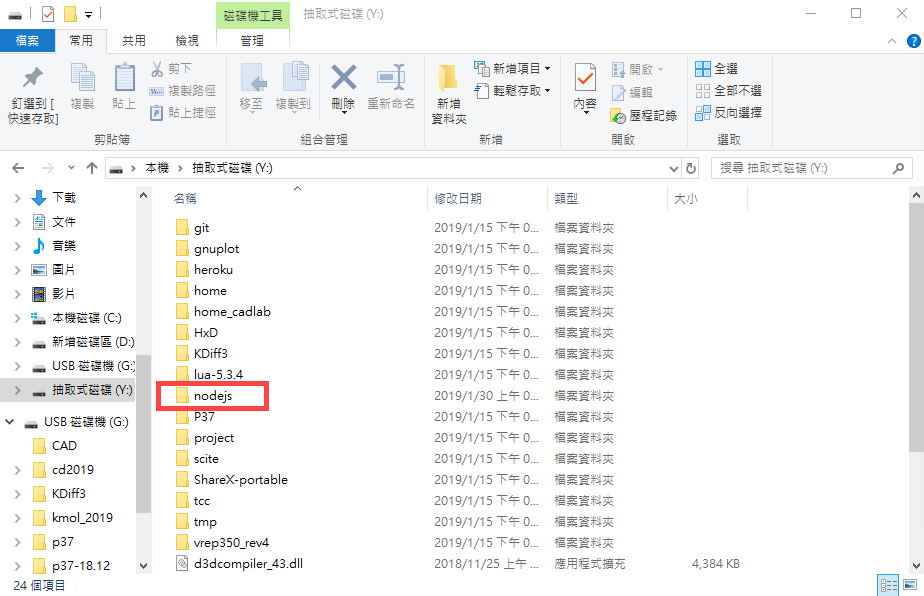 磁碟機工具
抽取式磁碟 (Y:)
檔案
常用
共用
檢視
管理
釘選到 [
快速存取]
複製
貼上
剪下
複製路徑
貼上捷徑
剪貼簿
移至
複製到
刪除
重新命名
組合管理
新增
資料夾
新增項目
輕鬆存取
新增
內容
開啟
編輯
歷程記錄
開啟
全選
全部不選
反向選擇
選取
本機
抽取式磁碟 (Y:)
搜尋 抽取式磁碟 (Y:)
下載
文件
音樂
圖片
影片
本機磁碟 (C:)
新增磁碟區 (D:)
USB 磁碟機 (G:)
抽取式磁碟 (Y:)
USB 磁碟機 (G:)
CAD
cd2019
KDiff3
kmol_2019
p37
p37-18.12
名稱 修改日期 類型 大小
git 2019/1/15 下午 0... 檔案資料夾
gnuplot 2019/1/15 下午 0... 檔案資料夾
heroku 2019/1/15 下午 0... 檔案資料夾
home 2019/1/15 下午 0... 檔案資料夾
home_cadlab 2019/1/15 下午 0... 檔案資料夾
HxD 2019/1/15 下午 0... 檔案資料夾
KDiff3 2019/1/15 下午 0... 檔案資料夾
lua-5.3.4 2019/1/15 下午 0... 檔案資料夾
nodejs 2019/1/30 上午 0... 檔案資料夾
P37 2019/1/15 下午 0... 檔案資料夾
project 2019/1/15 下午 0... 檔案資料夾
scite 2019/1/15 下午 0... 檔案資料夾
ShareX-portable 2019/1/15 下午 0... 檔案資料夾
tcc 2019/1/15 下午 0... 檔案資料夾
tmp 2019/1/15 下午 0... 檔案資料夾
vrep350_rev4 2019/1/15 下午 0... 檔案資料夾
d3dcompiler_43.dll 2018/11/25 上午 ... 應用程式擴充 4,384 KB
24 個項目